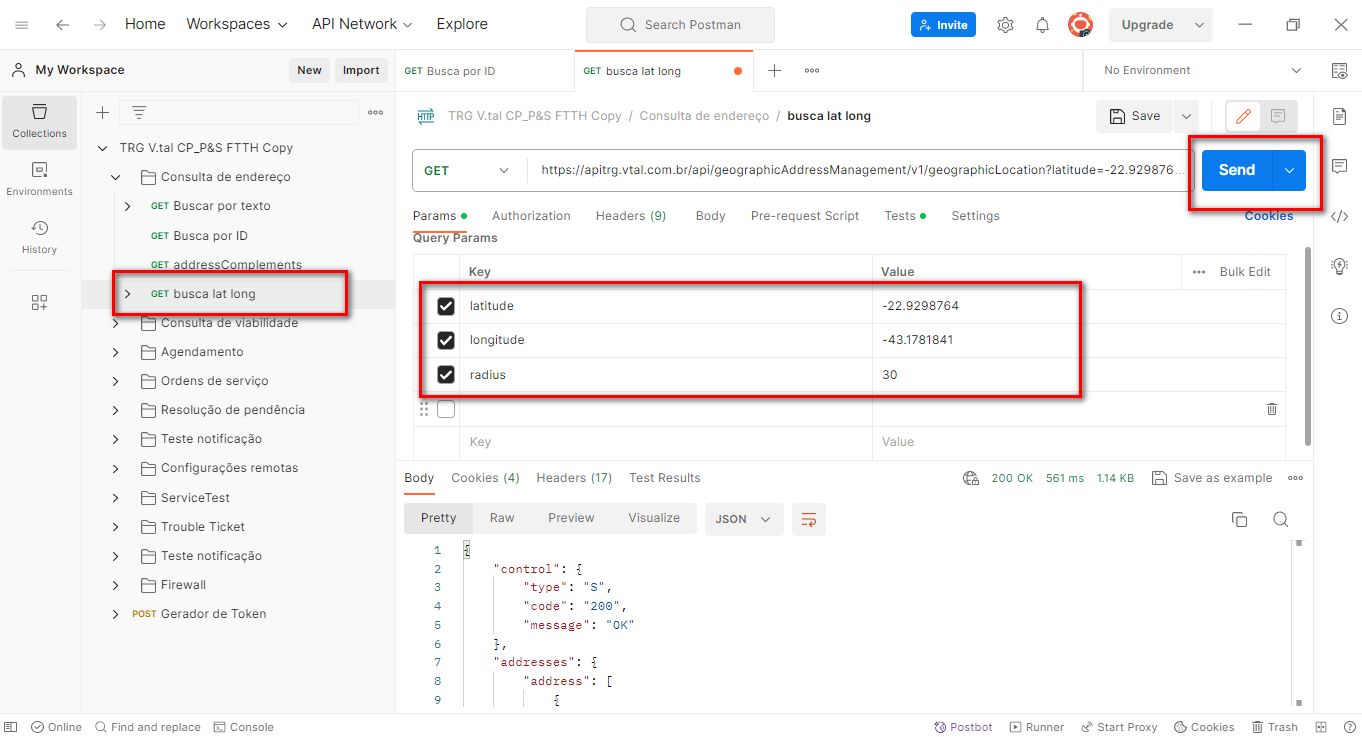 Home Workspaces API Network Explore Search Postman Invite Upgrade
My Workspace New Import GET Busca por ID GET busca lat long No Environment
Collections
Environments
History
TRG V.tal CP_P&S FTTH Copy
Consulta de endereço
GET Buscar por texto
GET Busca por ID
GET addressComplements
GET busca lat long
Consulta de viabilidade
Agendamento
Ordens de serviço
Resolução de pendência
Teste notificação
Configurações remotas
ServiceTest
Trouble Ticket
Teste notificação
Firewall
POST Gerador de Token
HTTP TRG V.tal CP_P&S FTTH Copy / Consulta de endereço / busca lat long Save
GET https://apitrg.vtal.com.br/api/geographicAddressManagement/v1/geographicLocation?latitude=-22.929876... Send
Params Authorization Headers (9) Body Pre-request Script Tests Settings Cookies
Query Params
Key Value Bulk Edit
latitude -22.9298764
longitude -43.1781841
radius 30
Key Value
Body Cookies (4) Headers (17) Test Results 200 OK 561 ms 1.14 KB Save as example
Pretty Raw Preview Visualize JSON
1 {
2 "control": {
3 "type": "S",
4 "code": "200",
5 "message": "OK"
6 },
7 "addresses": {
8 "address": [
9 {
Online Find and replace Console Postbot Runner Start Proxy Cookies Trash